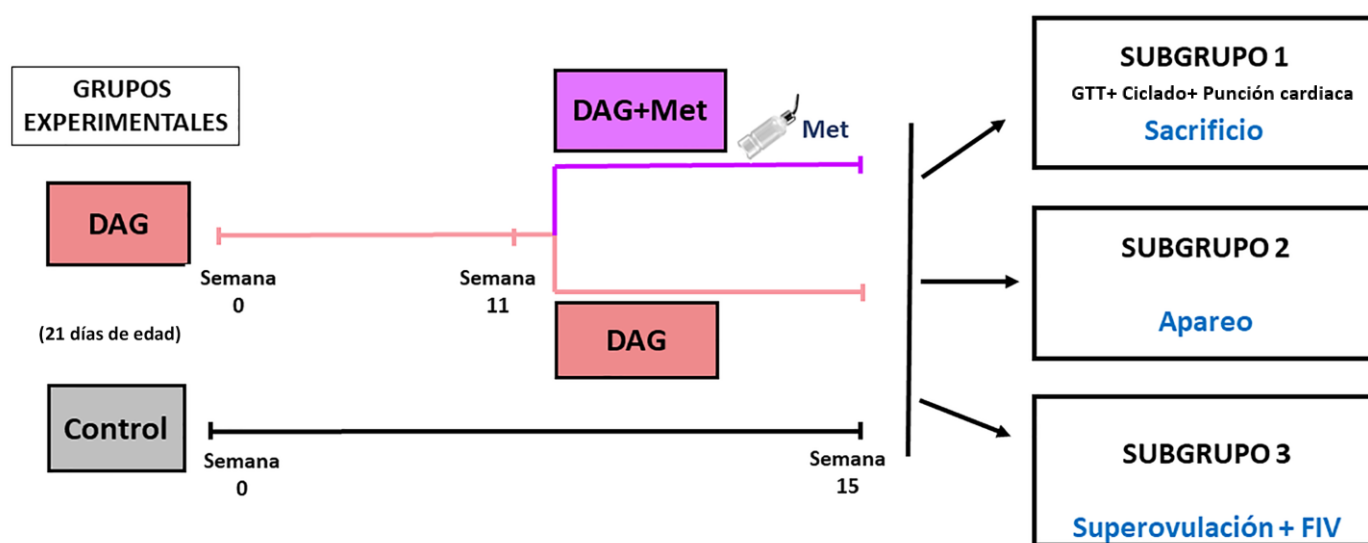 GRUPOS
EXPERIMENTALES
DAG
Semana
0
(21 días de edad)
Semana
11
DAG+Met
Met
DAG
Control
Semana
0
Semana
15
SUBGRUPO 1
GTT+ Ciclado+ Punción cardiaca
Sacrificio
SUBGRUPO 2
Apareo
SUBGRUPO 3
Superovulación + FIV